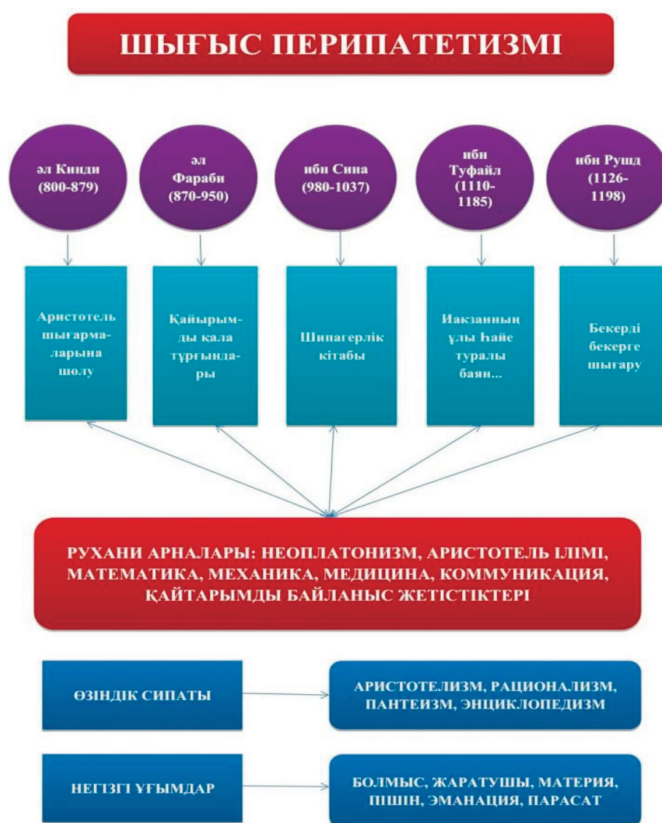 ШЫҒЫС ПЕРИПАТЕТИЗМІ
әл Кинди
(800-879)
әл
Фараби
(870-950)
ибн Сина
(980-1037)
ибн
Туфайл
(1110-
1185)
ибн Рушд
(1126-
1198)
Аристотель
шығарма-
ларына
шолу
Қайырым-
ды қала
тұрғында-
ры
Шипагерлік
кітабы
Иакзанның
ұлы Һайе
туралы
баян...
Бекерді
бекерге
шығару
РУХАНИ АРНАЛАРЫ: НЕОПЛАТОНИЗМ, АРИСТОТЕЛЬ ІЛІМІ,
МАТЕМАТИКА, МЕХАНИКА, МЕДИЦИНА, КОММУНИКАЦИЯ,
ҚАЙТАРЫМДЫ БАЙЛАНЫС ЖЕТІСТІКТЕРІ
ӨЗІНДІК СИПАТЫ
АРИСТОТЕЛИЗМ, РАЦИОНАЛИЗМ,
ПАНТЕИЗМ, ЭНЦИКЛОПЕДИЗМ
НЕГІЗГІ ҰҒЫМДАР
БОЛМЫС, ЖАРАТУШЫ, МАТЕРИЯ,
ПІШІН, ЭМАНАЦИЯ, ПАРАСАТ